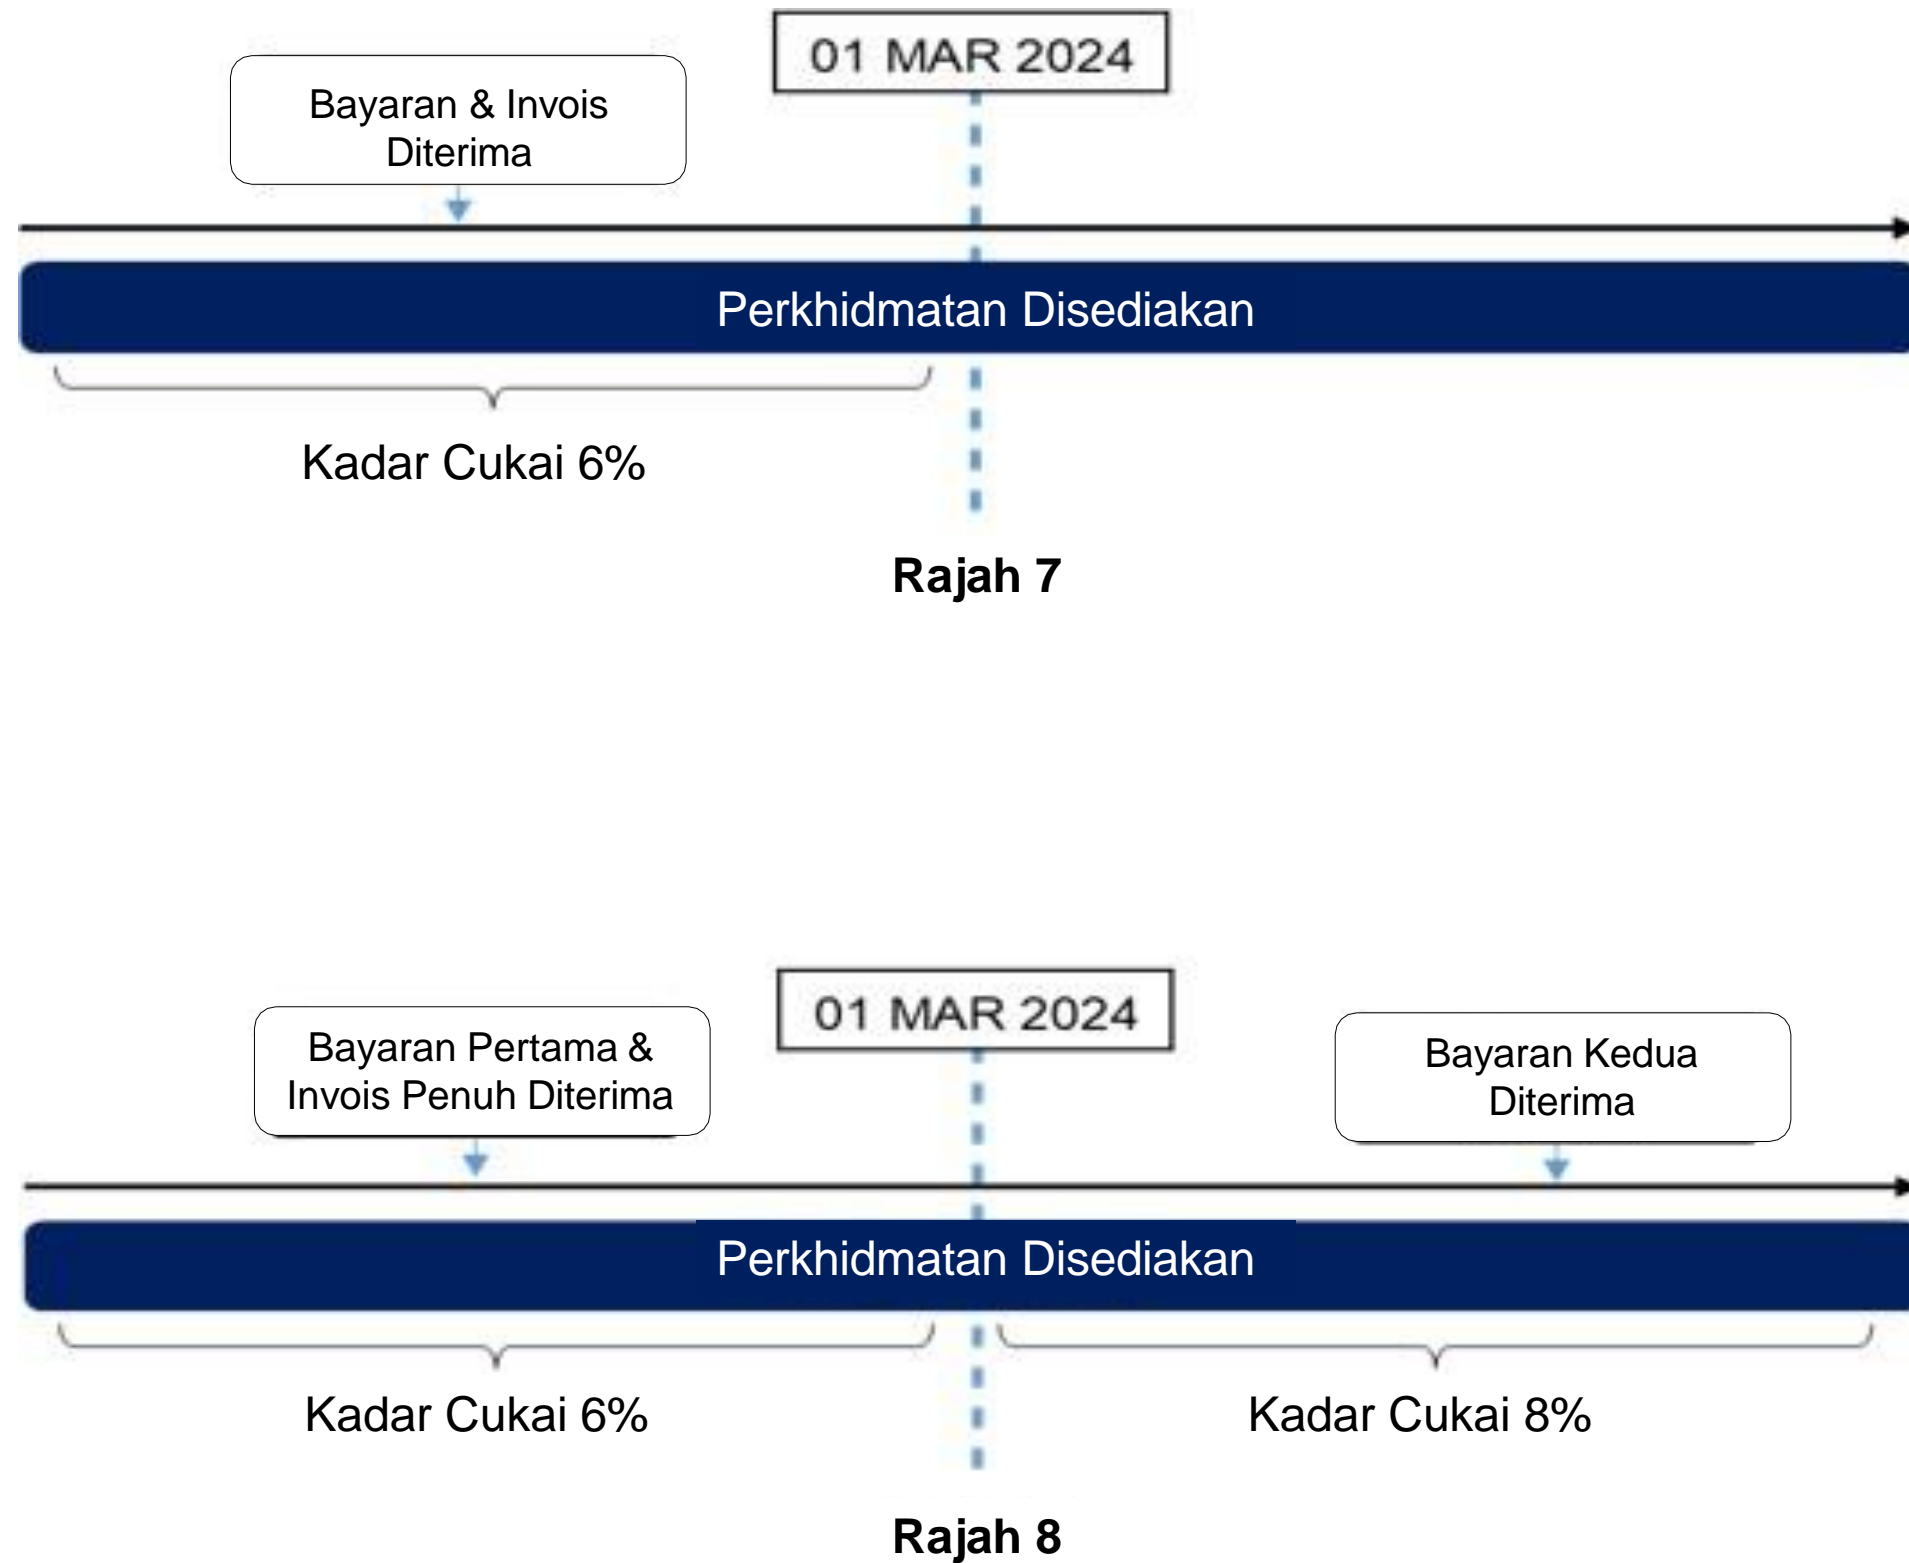 01 MAR 2024
Bayaran & Invois
Diterima
Perkhidmatan Disediakan
Kadar Cukai 6%
Rajah 7
01 MAR 2024
Bayaran Pertama &
Invois Penuh Diterima
Bayaran Kedua
Diterima
Perkhidmatan Disediakan
Kadar Cukai 6%
Kadar Cukai 8%
Rajah 8